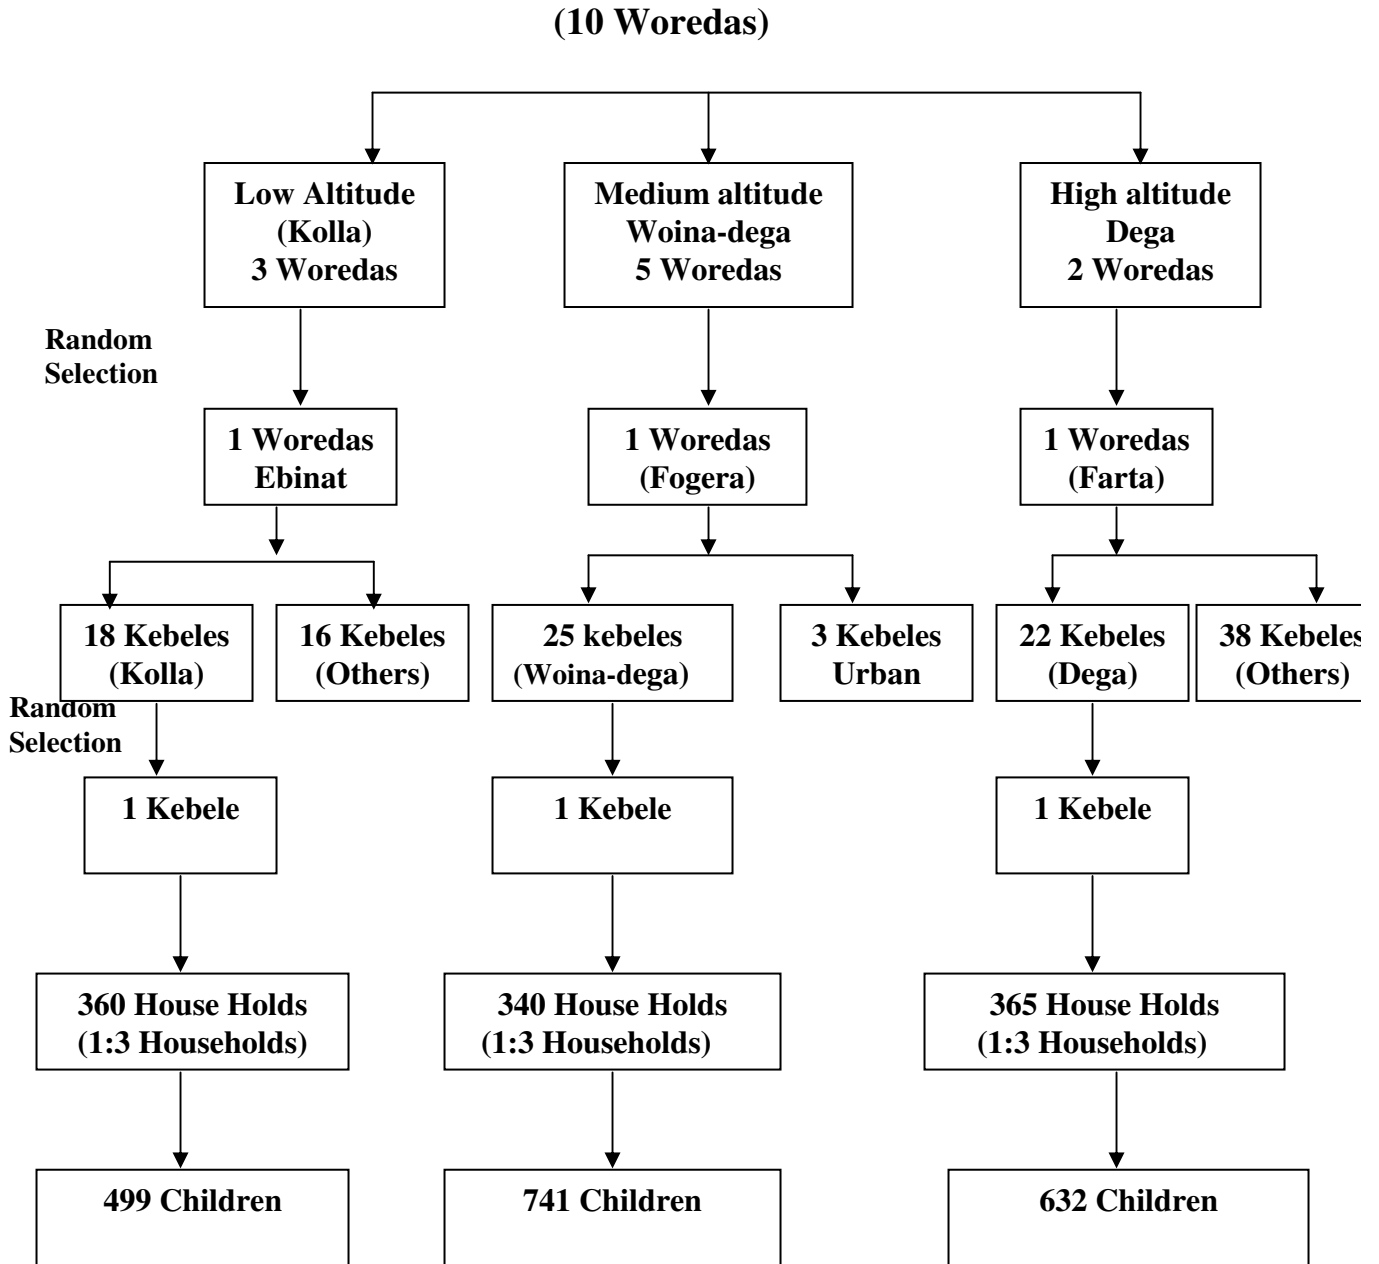 (10 Woredas)
Low Altitude
(Kolla)
3 Woredas
Medium altitude
Woina-dega
5 Woredas
High altitude
Dega
2 Woredas
Random
Selection
1 Woredas
Ebinat
1 Woredas
(Fogera)
1 Woredas
(Farta)
18 Kebeles
(Kolla)
16 Kebeles
(Others)
25 kebeles
(Woina-dega)
3 Kebeles
Urban
22 Kebeles
(Dega)
38 Kebeles
(Others)
Random
Selection
1 Kebele
1 Kebele
1 Kebele
360 House Holds
(1:3 Households)
340 House Holds
(1:3 Households)
365 House Holds
(1:3 Households)
499 Children
741 Children
632 Children